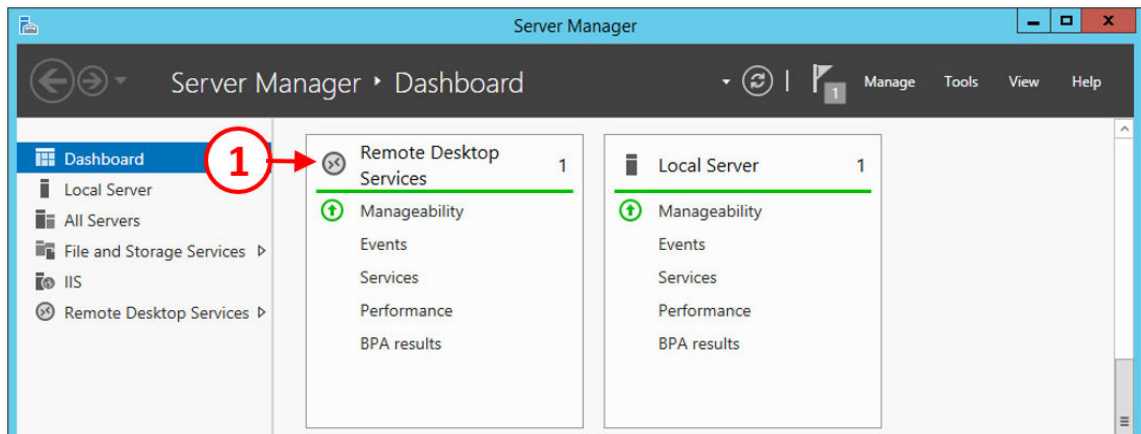 Server Manager
Server Manager ‣ Dashboard
1
Manage
Tools
View
Help
Dashboard
Local Server
All Servers
File and Storage Services
IIS
Remote Desktop Services
1
Remote Desktop
Services
1
Manageability
Events
Services
Performance
BPA results
Local Server
1
Manageability
Events
Services
Performance
BPA results